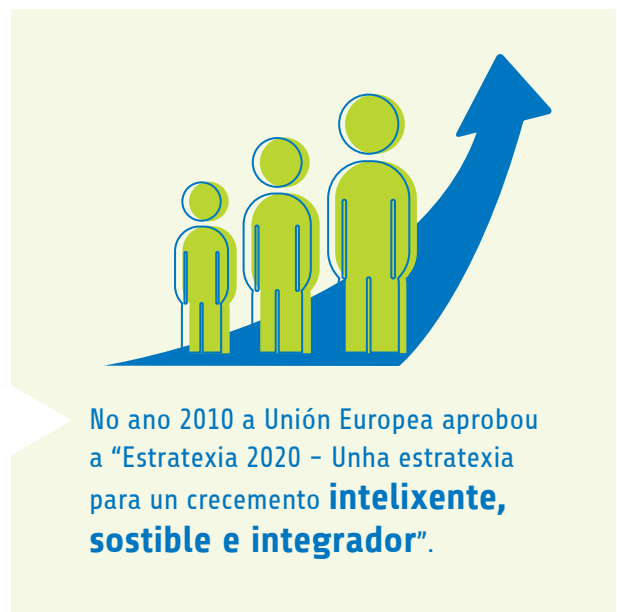 No ano 2010 a Unión Europea aprobou
a “Estratexia 2020 – Unha estratexia
para un crecemento intelixente,
sostible e integrador”.